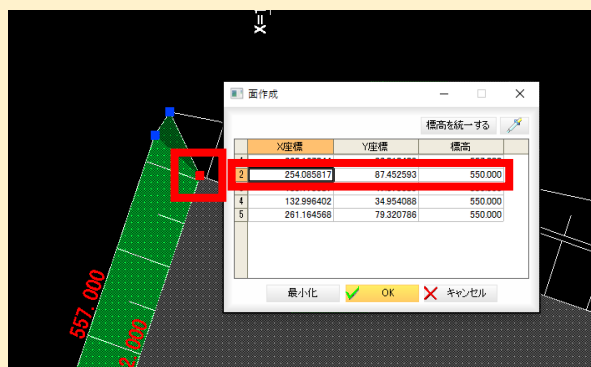 X=
面作成
標高を統一する
X座標 Y座標 標高
2 254.085817 87.452593 550.000
4 132.996402 34.954088 550.000
5 261.164568 79.320786 550.000
最小化 OK キャンセル
557.000
2.000